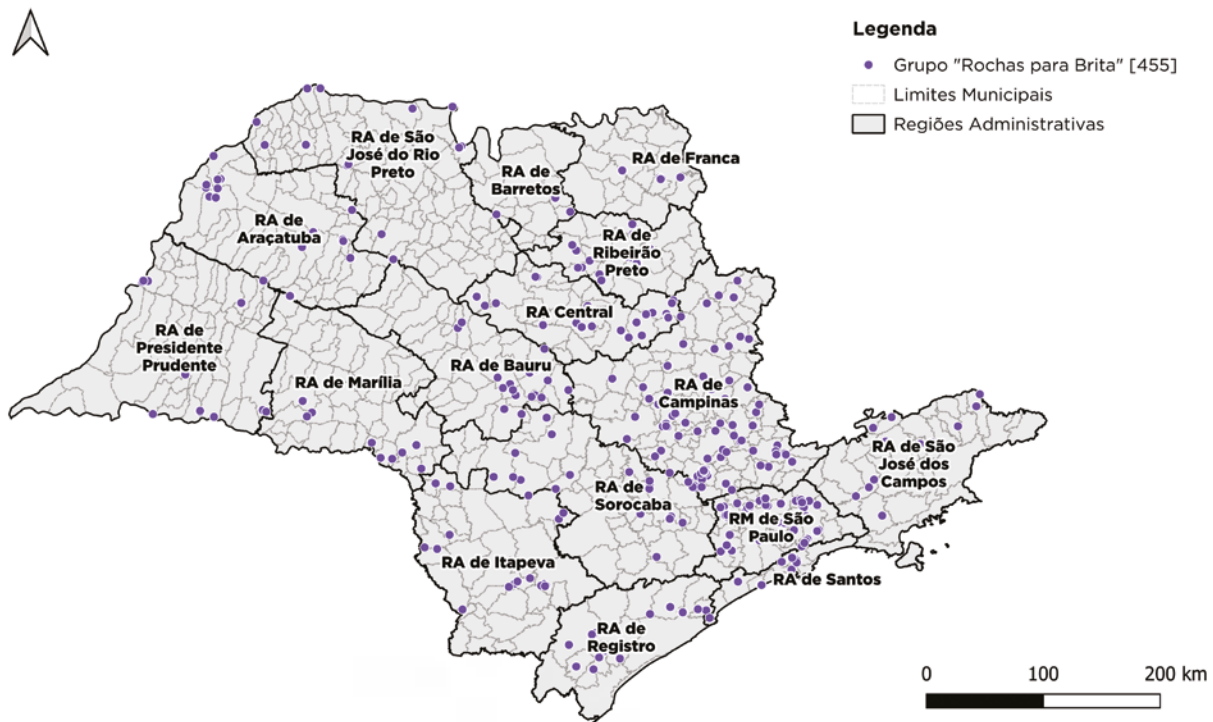 Legenda
Grupo "Rochas para Brita" [455]
Limites Municipais
Regiões Administrativas
RA de São
José do Rio
Preto
RA de Franca
RA de
Barretos
RA de
Araçatuba
RA de
Ribeirão
Preto
RA Central
RA de
Presidente
Prudente
RA de Marília
RA de Bauru
RA de
Campinas
RA de São
José dos
Campos
RA de
Sorocaba
RM de São
Paulo
RA de Itapeva
RA de Santos
RA de
Registro
0 100 200 km